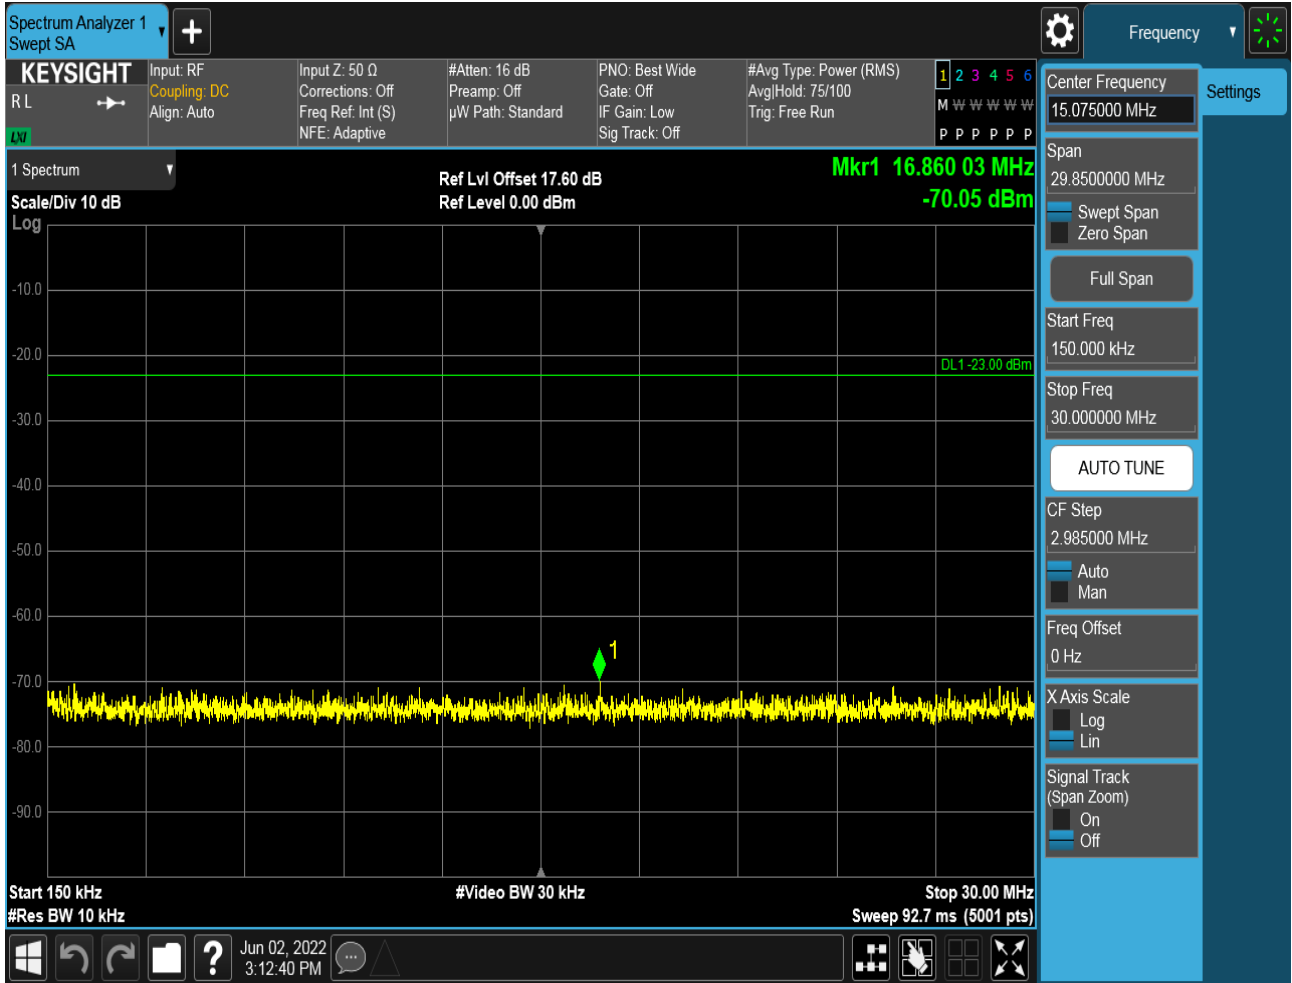 Spectrum Analyzer 1
Swept SA
Frequency
KEYSIGHT
R L
LXI
Input: RF
Coupling: DC
Align: Auto
Input Z: 50 Ω
Corrections: Off
Freq Ref: Int (S)
NFE: Adaptive
#Atten: 16 dB
Preamp: Off
µW Path: Standard
PNO: Best Wide
Gate: Off
IF Gain: Low
Sig Track: Off
#Avg Type: Power (RMS)
Avg|Hold: 75/100
Trig: Free Run
1 2 3 4 5 6
M W W W W W
P P P P P P
1 Spectrum
Scale/Div 10 dB
Log
Ref Lvl Offset 17.60 dB
Ref Level 0.00 dBm
Mkr1 16.860 03 MHz
-70.05 dBm
-10.0
-20.0
DL1 -23.00 dBm
-30.0
-40.0
-50.0
-60.0
1
-70.0
-80.0
-90.0
Start 150 kHz
#Res BW 10 kHz
#Video BW 30 kHz
Stop 30.00 MHz
Sweep 92.7 ms (5001 pts)
Jun 02, 2022
3:12:40 PM
?
Center Frequency
15.075000 MHz
Settings
Span
29.8500000 MHz
Swept Span
Zero Span
Full Span
Start Freq
150.000 kHz
Stop Freq
30.000000 MHz
AUTO TUNE
CF Step
2.985000 MHz
Auto
Man
Freq Offset
0 Hz
X Axis Scale
Log
Lin
Signal Track
(Span Zoom)
On
Off